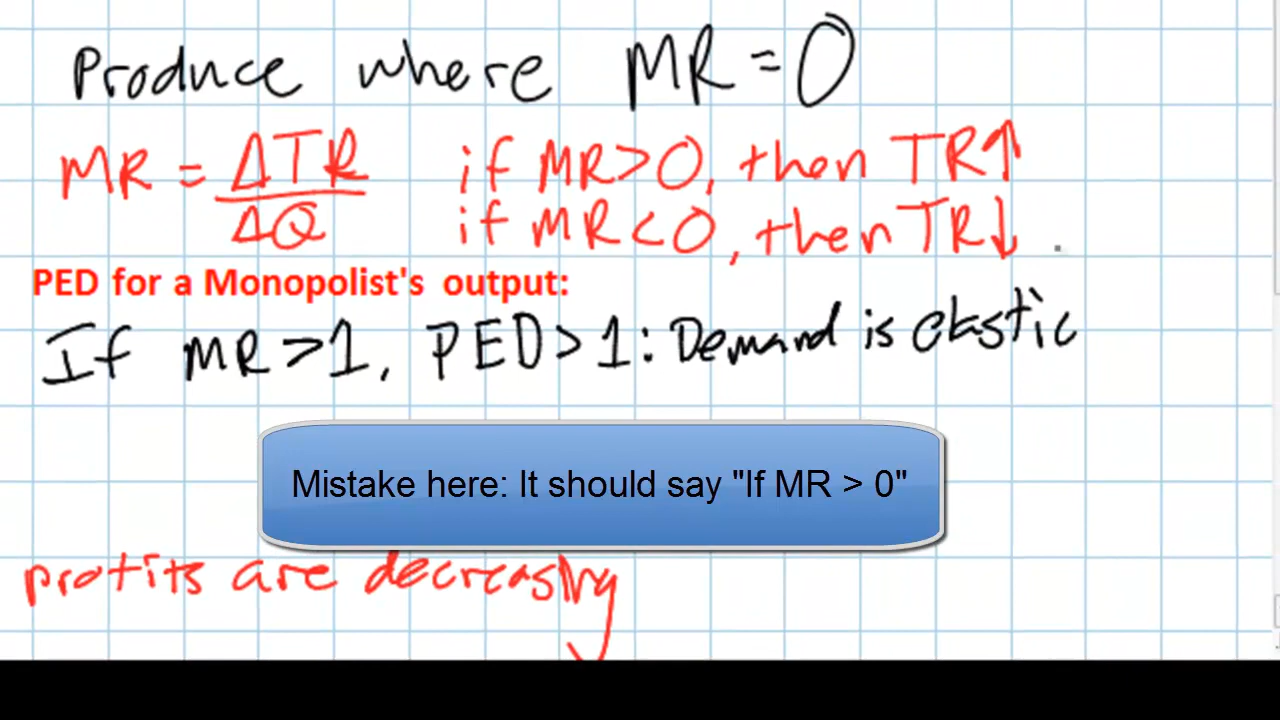 Produce where MR=0
MR = ΔTR/ΔQ if MR>0, then TR↑
if MR<0, then TR↓
PED for a Monopolist's output:
If MR>1, PED>1: Demand is elastic
Mistake here: It should say "If MR > 0"
profits are decreasing